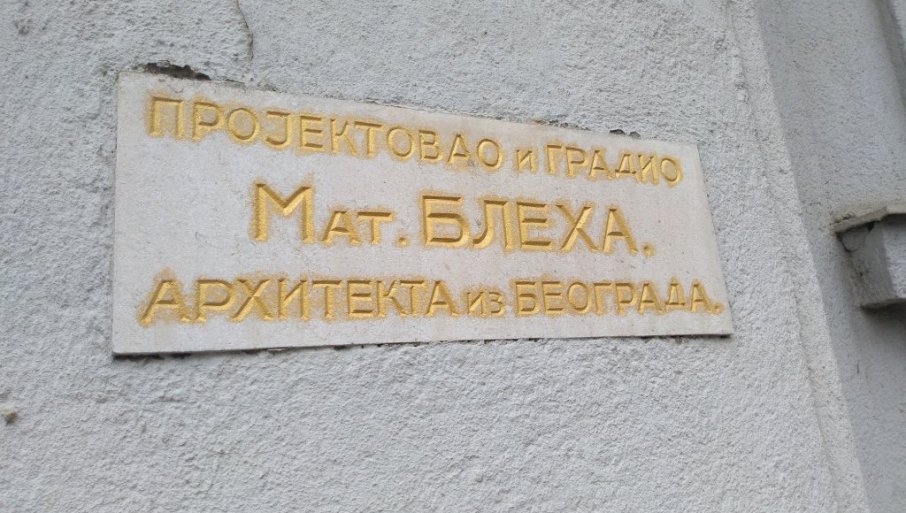 ПРОЈЕКТОВАО и ГРАДИО
МАТ. БЛЕХА.
АРХИТЕКТА из БЕОГРАДА.